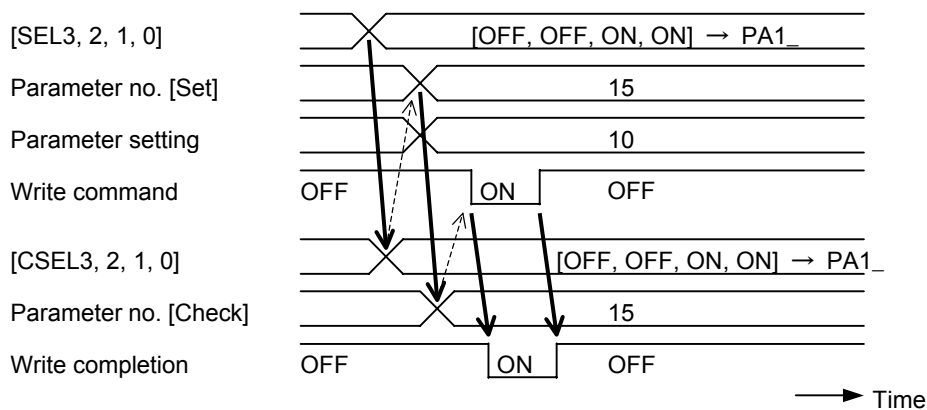 [SEL3, 2, 1, 0] [OFF, OFF, ON, ON] → PA1_
Parameter no. [Set] 15
Parameter setting 10
Write command OFF ON OFF
[CSEL3, 2, 1, 0] [OFF, OFF, ON, ON] → PA1_
Parameter no. [Check] 15
Write completion OFF ON OFF
Time